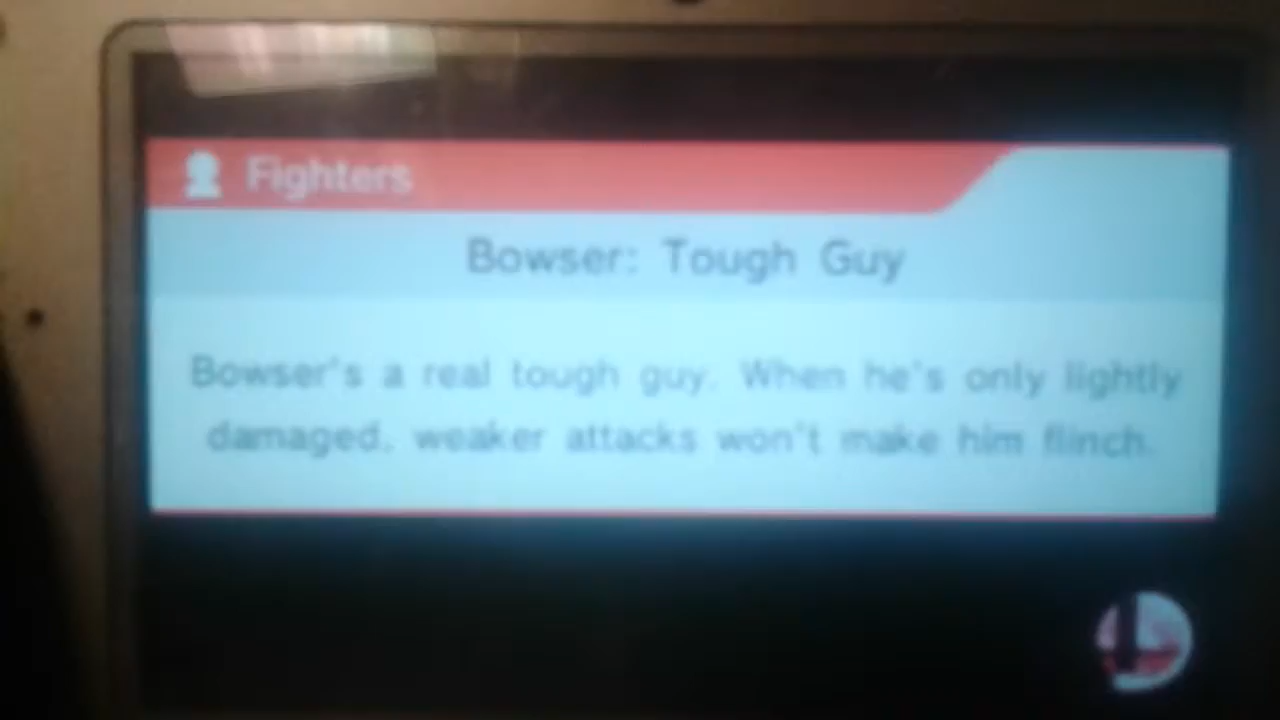 Fighters
Bowser: Tough Guy
Bowser's a real tough guy. When he's only lightly
damaged, weaker attacks won't make him flinch.